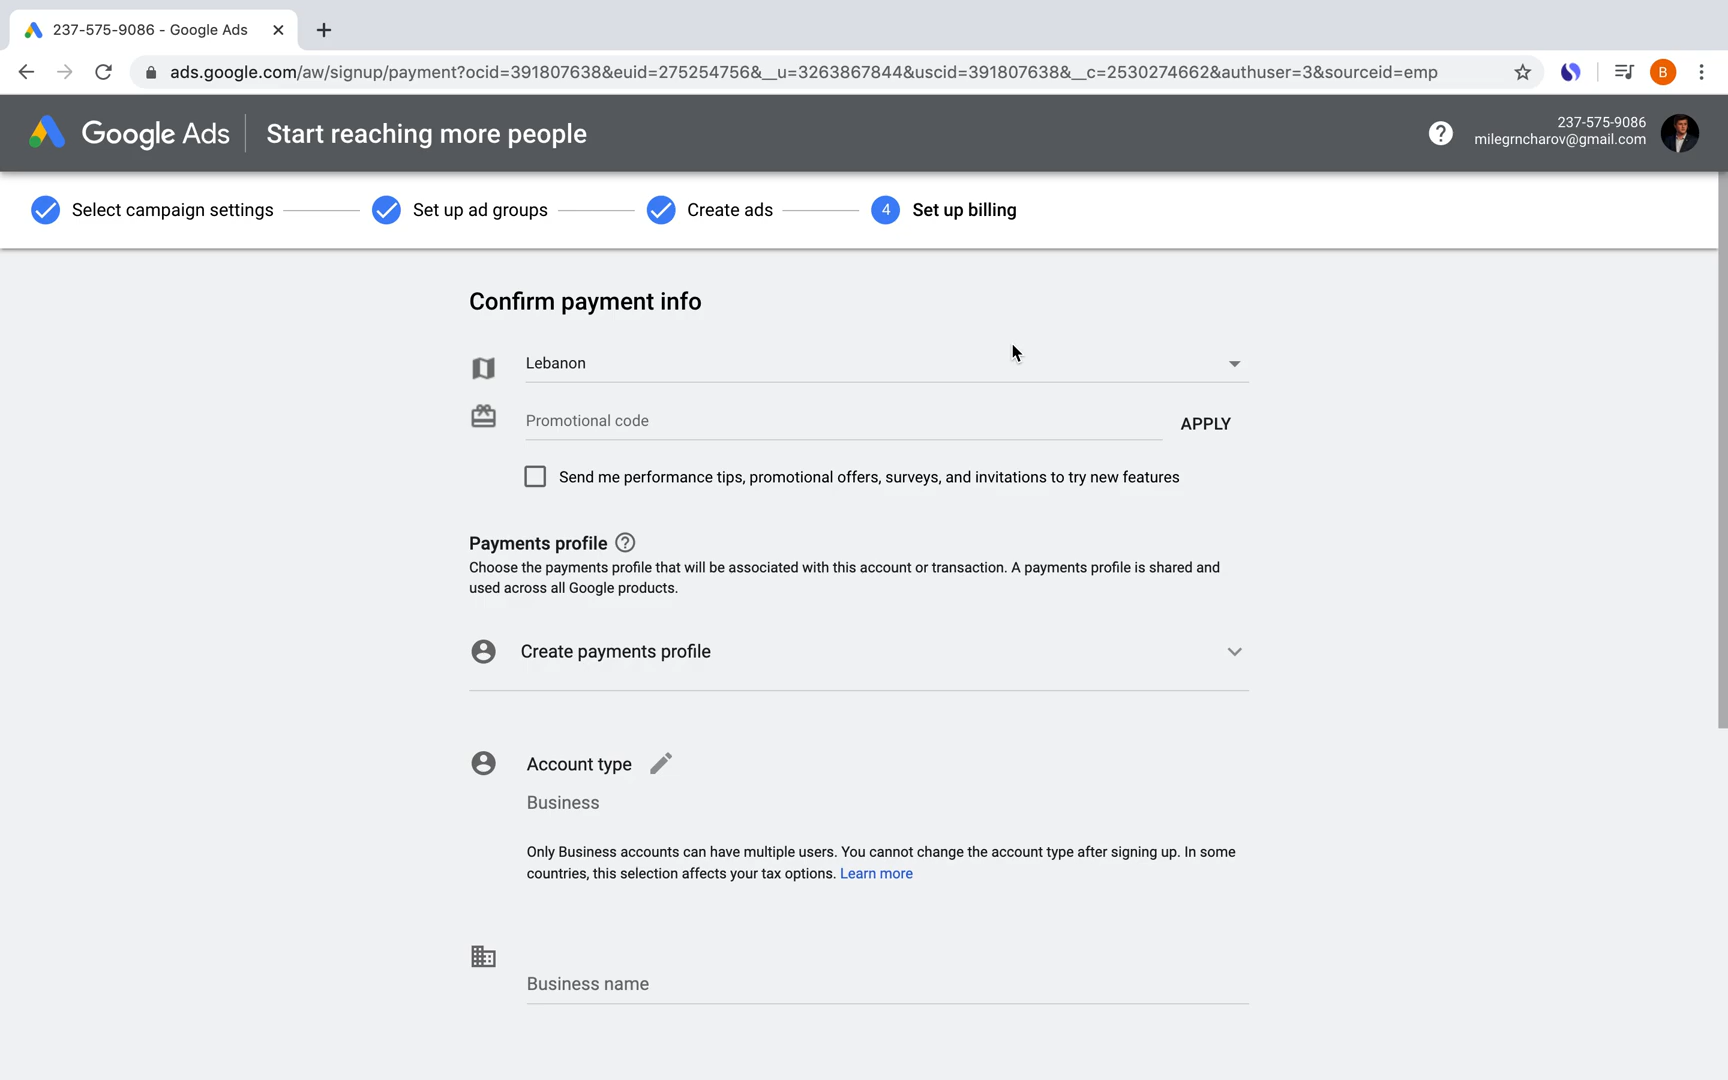 237-575-9086 - Google Ads
ads.google.com/aw/signup/payment?ocid=391807638&euid=275254756&__u=3263867844&uscid=391807638&__c=2530274662&authuser=3&sourceid=emp
B
Google Ads
Start reaching more people
237-575-9086
milegrncharov@gmail.com
Select campaign settings
Set up ad groups
Create ads
4
Set up billing
Confirm payment info
Lebanon
Promotional code
APPLY
Send me performance tips, promotional offers, surveys, and invitations to try new features
Payments profile
Choose the payments profile that will be associated with this account or transaction. A payments profile is shared and
used across all Google products.
Create payments profile
Account type
Business
Only Business accounts can have multiple users. You cannot change the account type after signing up. In some
countries, this selection affects your tax options. Learn more
Business name